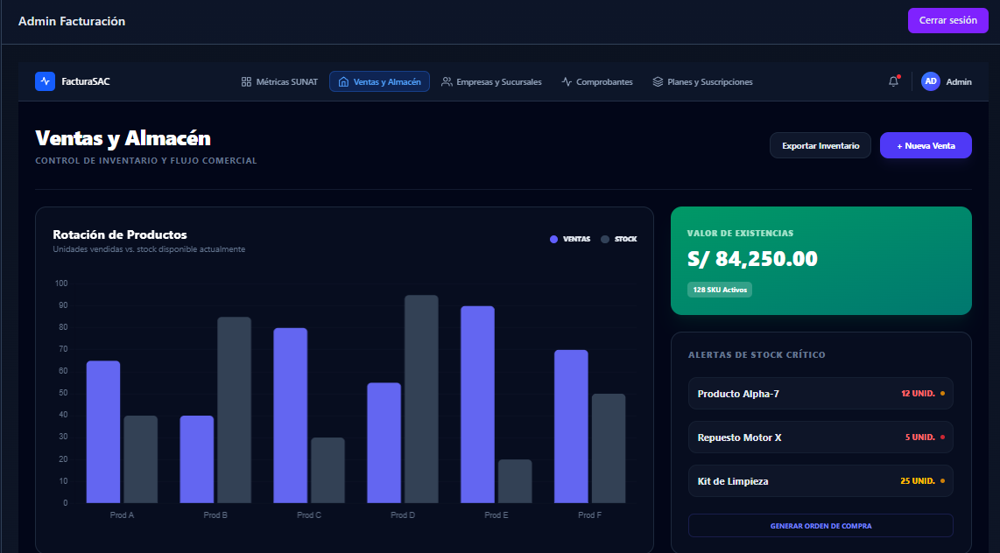 Admin Facturación
Cerrar sesión
FacturaSAC
Métricas SUNAT
Ventas y Almacén
Empresas y Sucursales
Comprobantes
Planes y Suscripciones
AD
Admin
Ventas y Almacén
CONTROL DE INVENTARIO Y FLUJO COMERCIAL
Exportar Inventario
+ Nueva Venta
Rotación de Productos
Unidades vendidas vs. stock disponible actualmente
VENTAS
STOCK
100
90
80
70
60
50
40
30
20
10
0
Prod A
Prod B
Prod C
Prod D
Prod E
Prod F
VALOR DE EXISTENCIAS
S/ 84,250.00
128 SKU Activos
ALERTAS DE STOCK CRÍTICO
Producto Alpha-7
12 UNID.
Repuesto Motor X
5 UNID.
Kit de Limpieza
25 UNID.
GENERAR ORDEN DE COMPRA